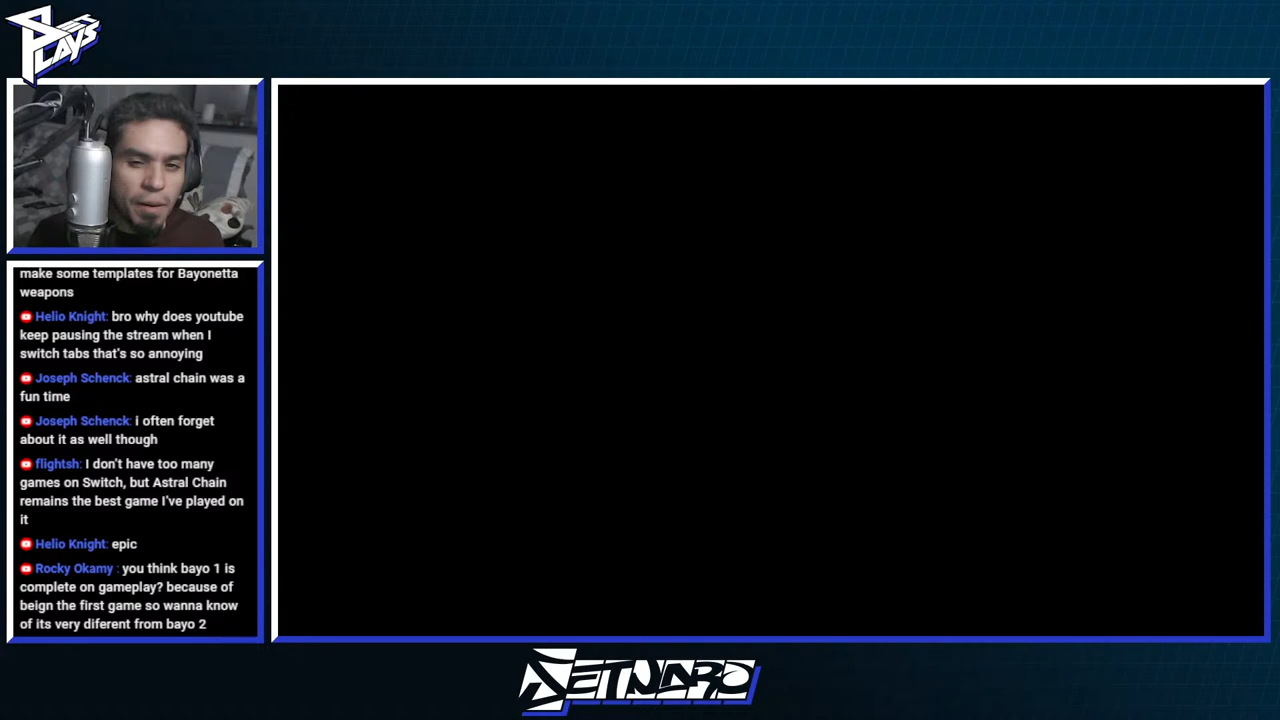 SET
PLAYS
make some templates for Bayonetta
weapons
Helio Knight: bro why does youtube
keep pausing the stream when I
switch tabs that's so annoying
Joseph Schenck: astral chain was a
fun time
Joseph Schenck: i often forget
about it as well though
flightsh: I don't have too many
games on Switch, but Astral Chain
remains the best game I've played on
it
Helio Knight: epic
Rocky Okamy : you think bayo 1 is
complete on gameplay? because of
beign the first game so wanna know
of its very diferent from bayo 2
SETNARO